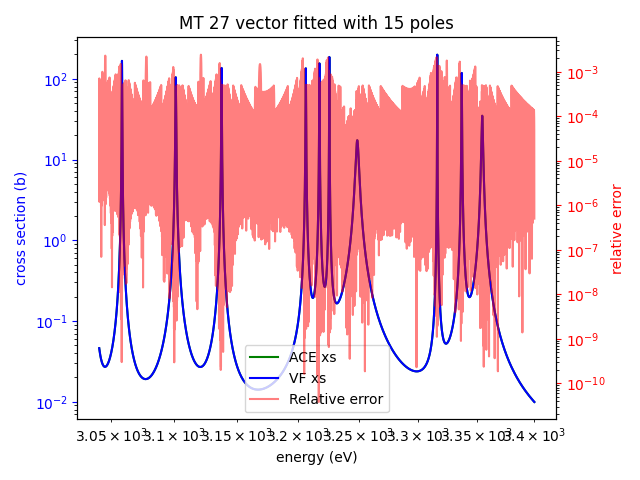 MT 27 vector fitted with 15 poles
cross section (b)
10²
10¹
10⁰
10⁻¹
10⁻²
10⁻³
10⁻⁴
10⁻⁵
10⁻⁶
10⁻⁷
10⁻⁸
10⁻⁹
10⁻¹⁰
relative error
ACE xs
VF xs
Relative error
3.05 × 10³ 3.1 × 10³ 3.15 × 10³ 3.2 × 10³ 3.25 × 10³ 3.3 × 10³ 3.35 × 10³ 3.4 × 10³
energy (eV)